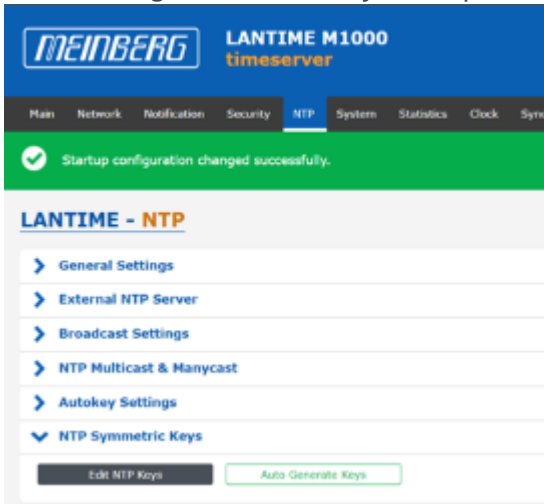 MEINBERG
LANTIME M1000
timeserver
Main Network Notification Security NTP System Statistics Clock Sync
Startup configuration changed successfully.
LANTIME - NTP
General Settings
External NTP Server
Broadcast Settings
NTP Multicast & Manycast
Autokey Settings
NTP Symmetric Keys
Edit NTP Keys Auto Generate Keys